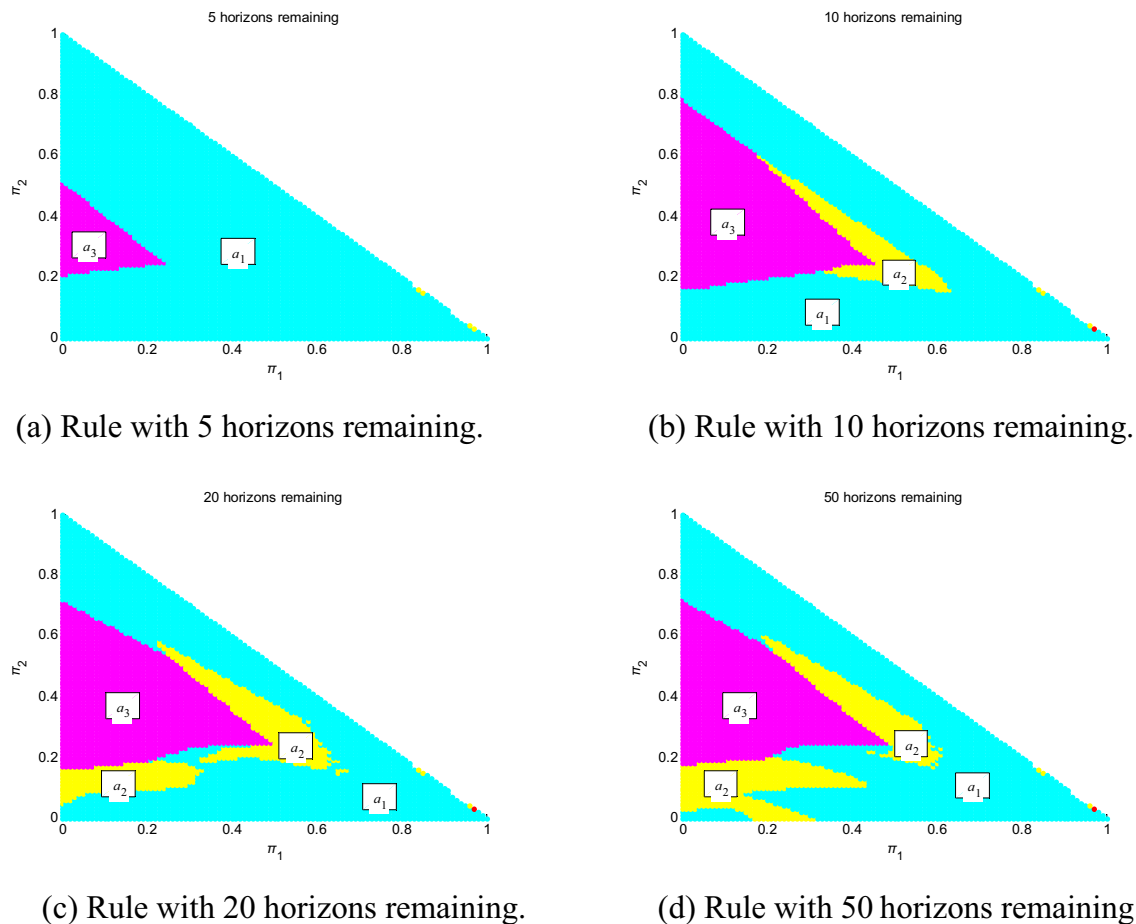 5 horizons remaining
1
0.8
0.6
0.4
0.2
0
π2
a3
a1
0 0.2 0.4 0.6 0.8 1
π1
(a) Rule with 5 horizons remaining.
10 horizons remaining
1
0.8
0.6
0.4
0.2
0
π2
a3
a2
a1
0 0.2 0.4 0.6 0.8 1
π1
(b) Rule with 10 horizons remaining.
20 horizons remaining
1
0.8
0.6
0.4
0.2
0
π2
a3
a2
a2
a1
0 0.2 0.4 0.6 0.8 1
π1
(c) Rule with 20 horizons remaining.
50 horizons remaining
1
0.8
0.6
0.4
0.2
0
π2
a3
a2
a2
a1
0 0.2 0.4 0.6 0.8 1
π1
(d) Rule with 50 horizons remaining